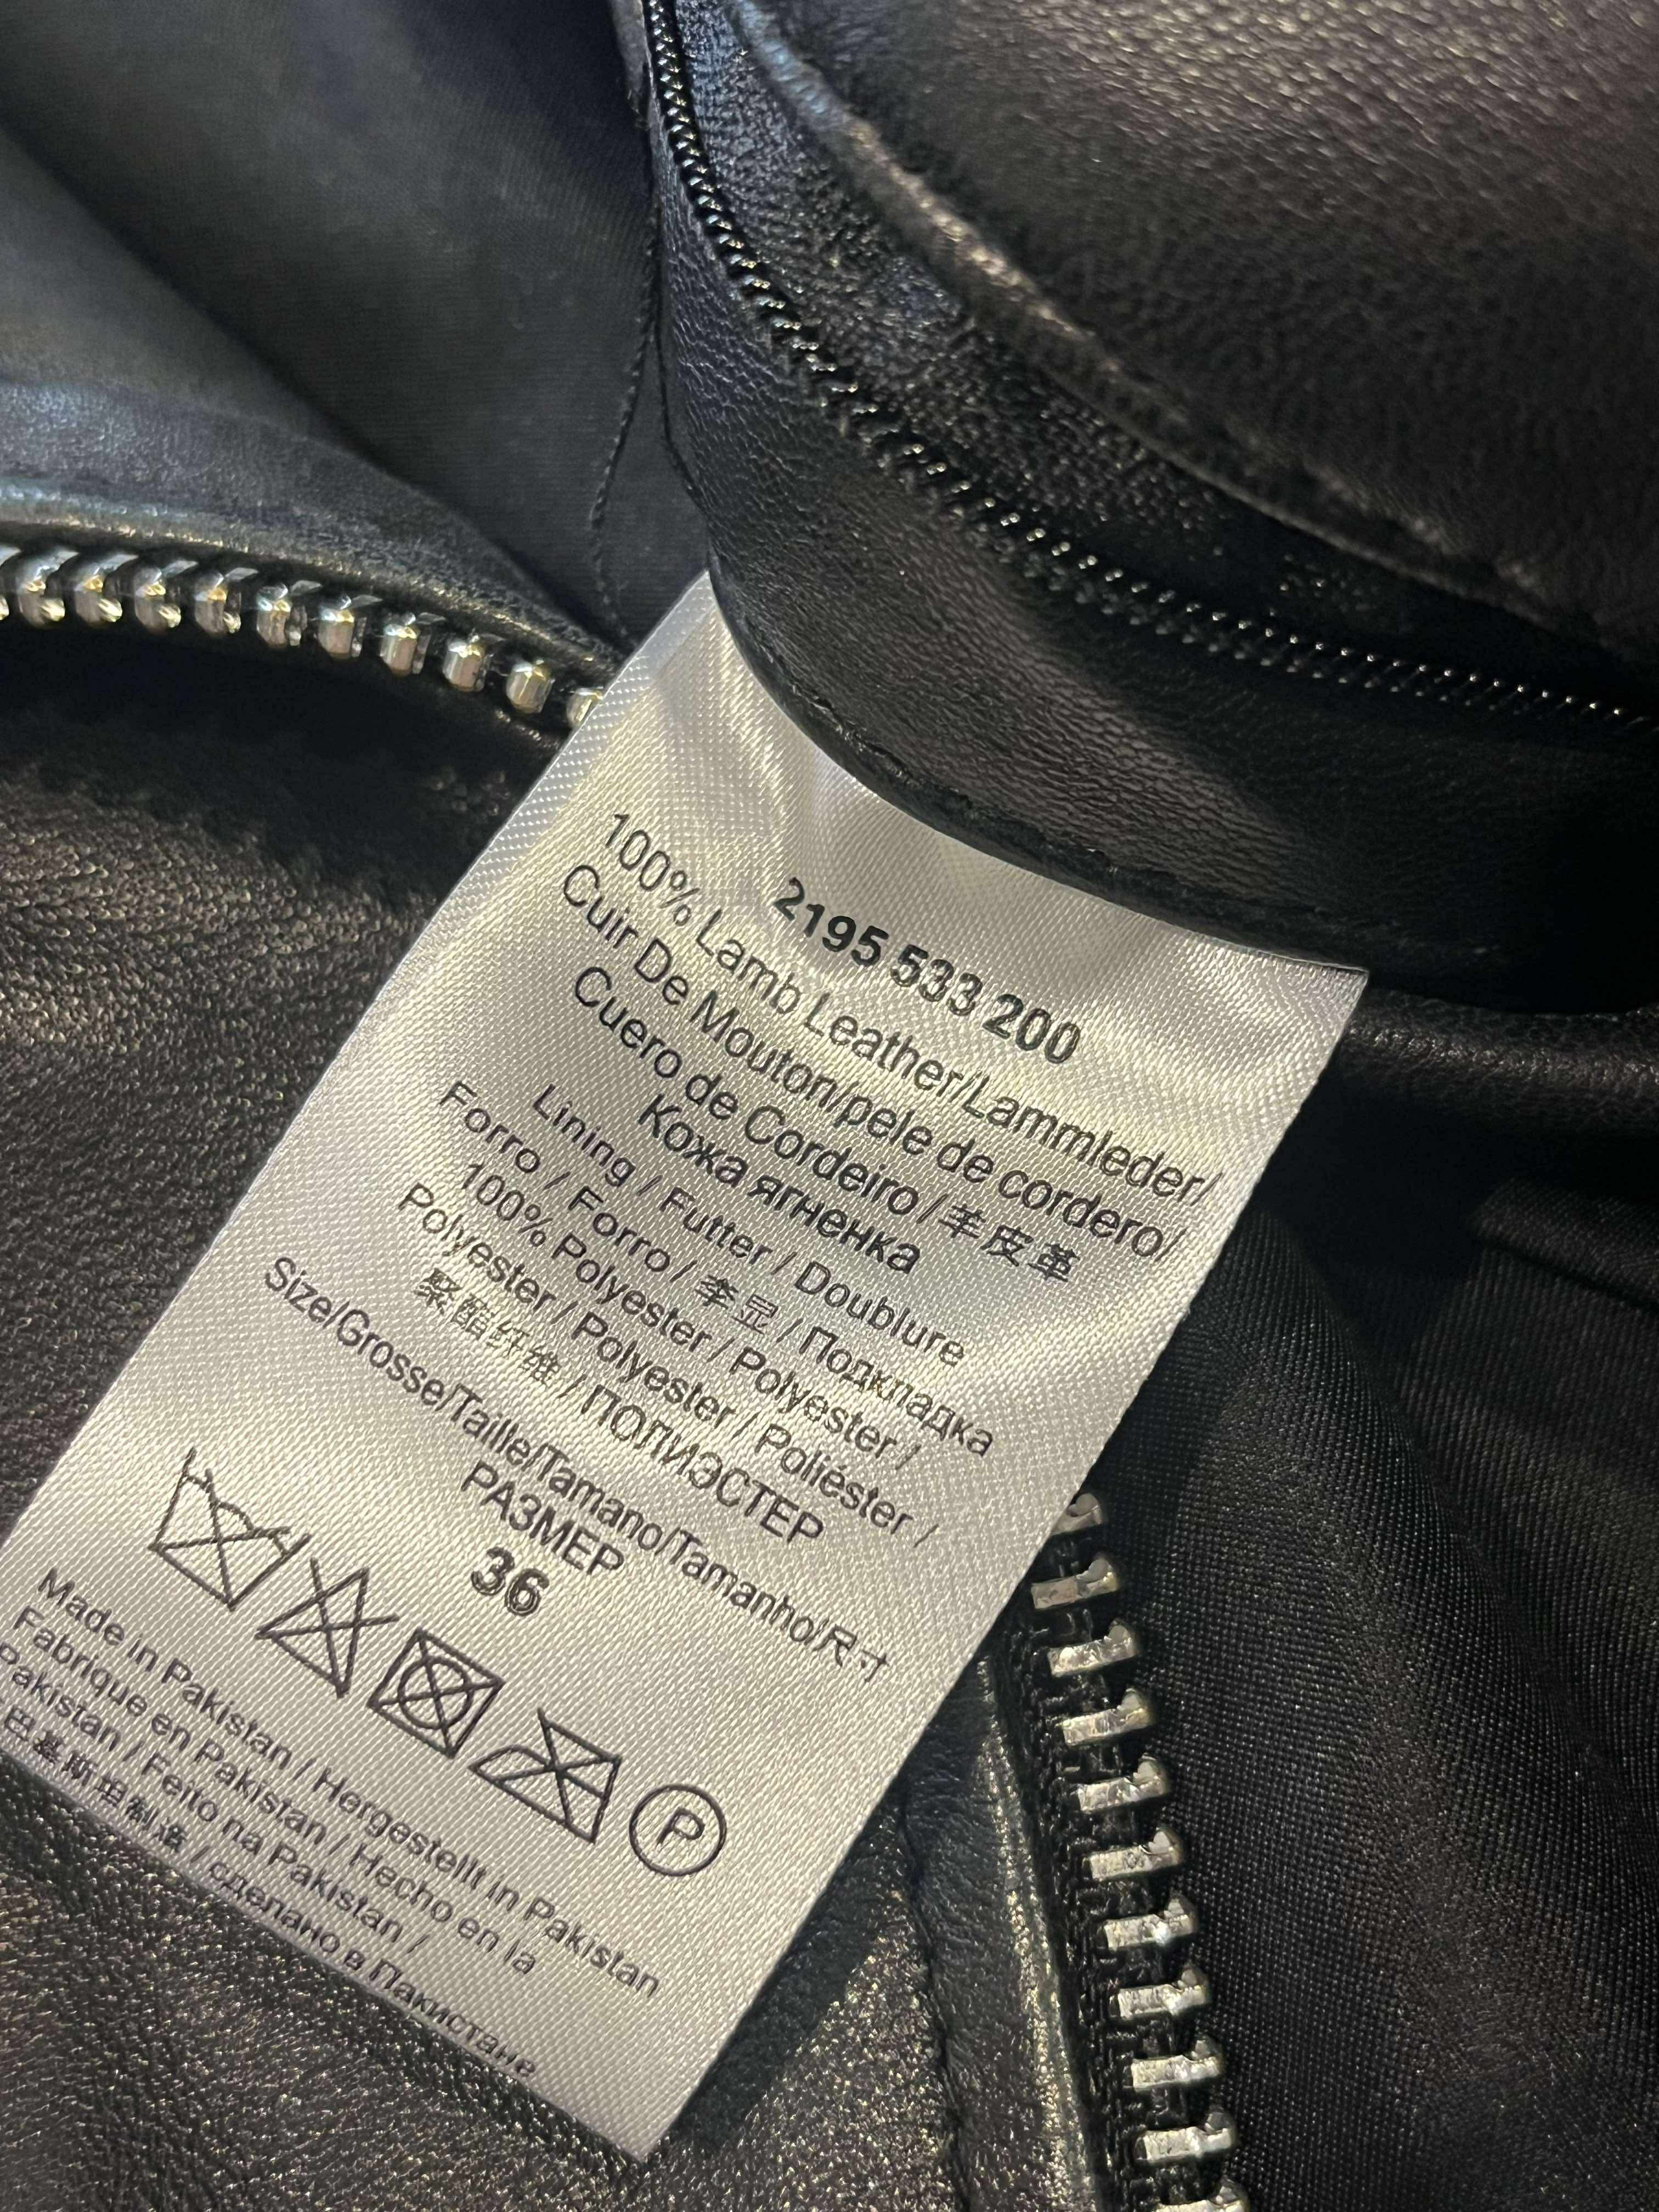 2195 533 200
100% Lamb Leather/Lammleder/
Cuir De Mouton/pele de cordero/
Cuero de Cordeiro/羊皮革
Кожа ягненка
Lining / Futter / Doublure
Forro / Forro / 李显 / Подкладка
100% Polyester / Polyester /
Polyester / Polyester / Poliéster /
聚酯纤维 / ПОЛИЭСТЕР
Size/Grosse/Taille/Tamano/Tamanho/尺寸
РАЗМЕР
36
P
Made in Pakistan / Hergestellt in Pakistan
Fabrique en Pakistan / Hecho en la
Pakistan / Feito na Pakistan /
巴基斯坦制造 / сделано в Пакистане